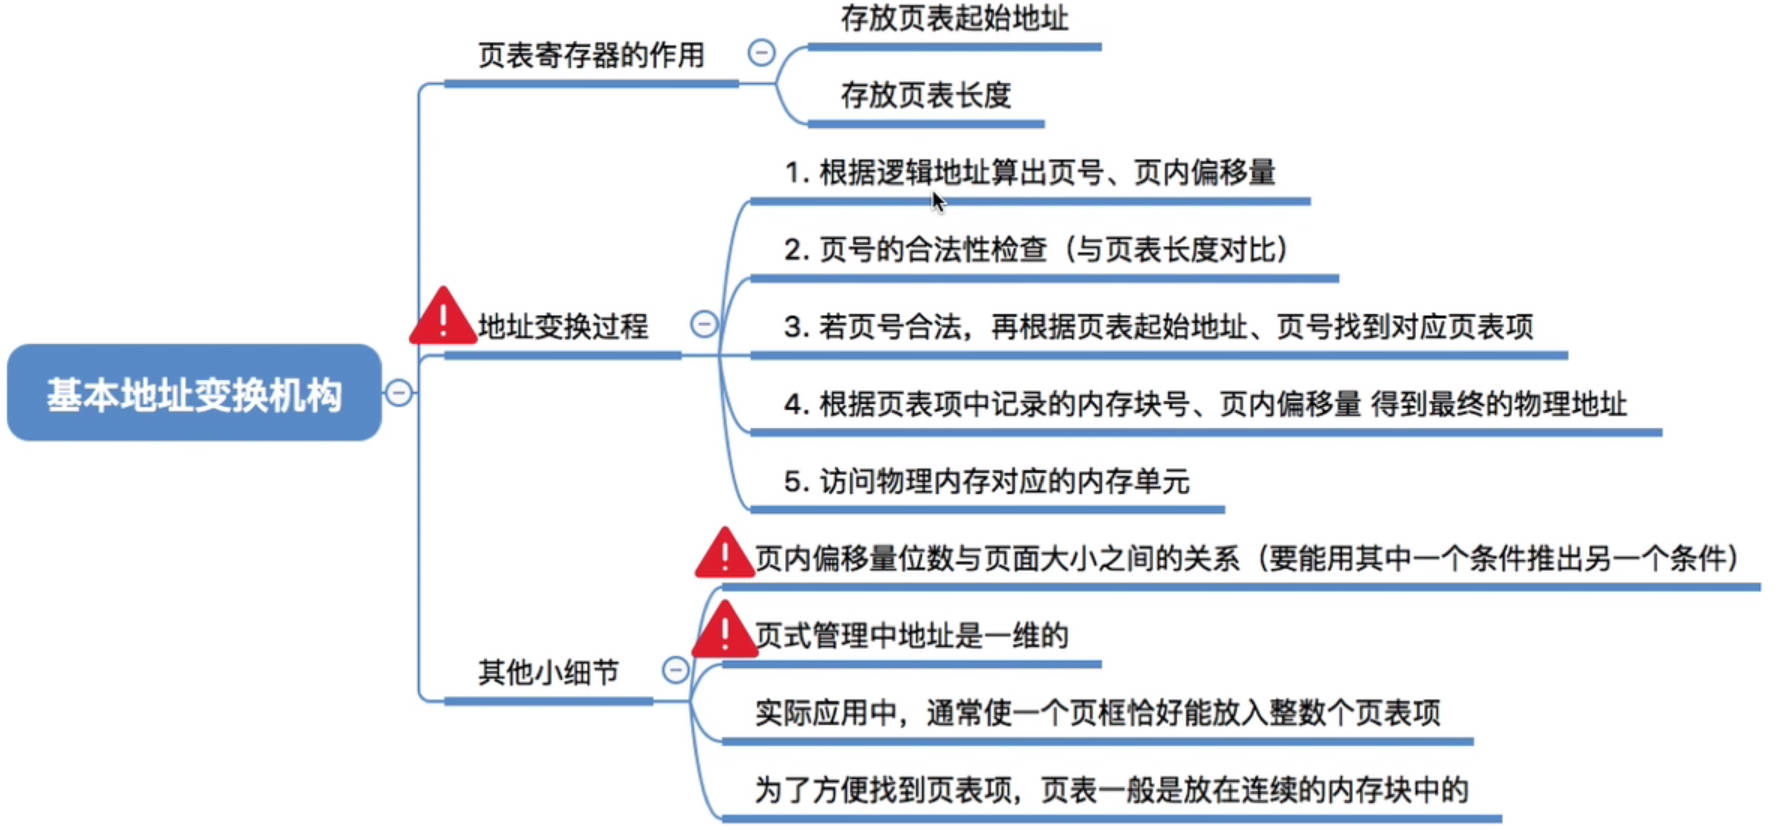 存放页表起始地址
页表寄存器的作用
存放页表长度
1. 根据逻辑地址算出页号、页内偏移量
2. 页号的合法性检查（与页表长度对比）
地址变换过程
3. 若页号合法，再根据页表起始地址、页号找到对应页表项
基本地址变换机构
4. 根据页表项中记录的内存块号、页内偏移量 得到最终的物理地址
5. 访问物理内存对应的内存单元
页内偏移量位数与页面大小之间的关系（要能用其中一个条件推出另一个条件）
页式管理中地址是一维的
其他小细节
实际应用中，通常使一个页框恰好能放入整数个页表项
为了方便找到页表项，页表一般是放在连续的内存块中的